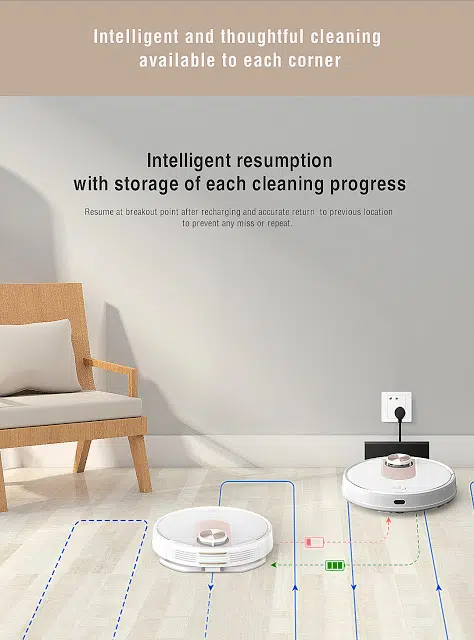 Intelligent and thoughtful cleaning
available to each corner
Intelligent resumption
with storage of each cleaning progress
Resume at breakout point after recharging and accurate return to previous location
to prevent any miss or repeat.